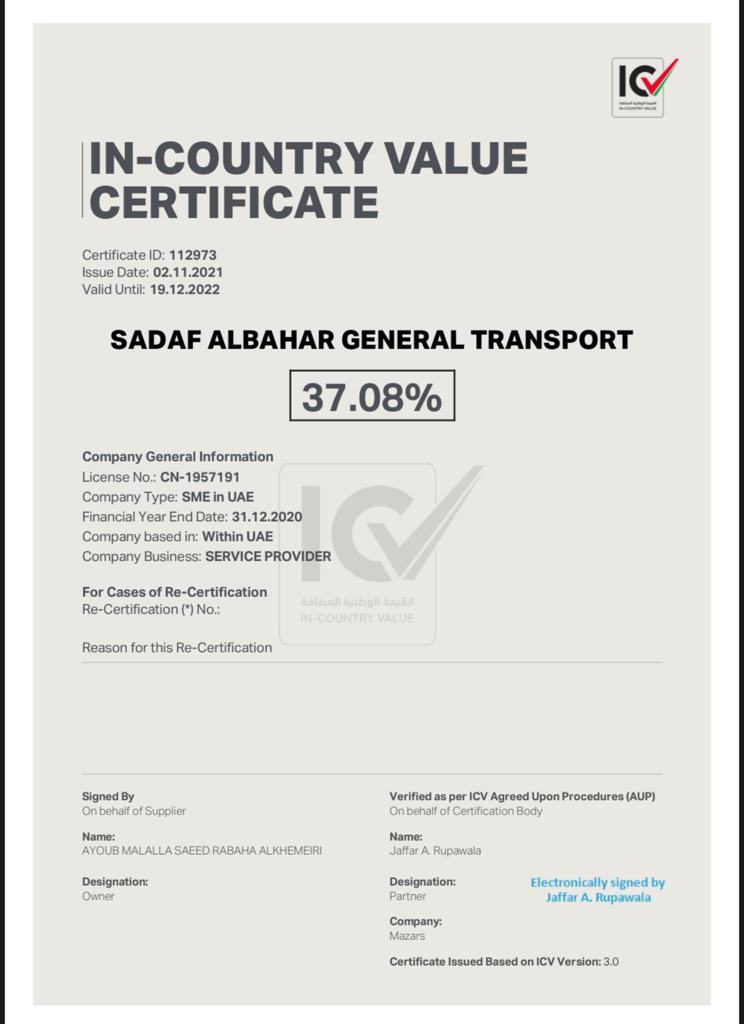 IC
القيمة الوطنية المضافة
IN-COUNTRY VALUE
IN-COUNTRY VALUE
CERTIFICATE
Certificate ID: 112973
Issue Date: 02.11.2021
Valid Until: 19.12.2022
SADAF ALBAHAR GENERAL TRANSPORT
37.08%
Company General Information
License No.: CN-1957191
Company Type: SME in UAE
Financial Year End Date: 31.12.2020
Company based in: Within UAE
Company Business: SERVICE PROVIDER
IC
القيمة الوطنية المضافة
IN-COUNTRY VALUE
For Cases of Re-Certification
Re-Certification (*) No.:
Reason for this Re-Certification
Signed By
On behalf of Supplier
Name:
AYOUB MALALLA SAEED RABAHA ALKHEMEIRI
Designation:
Owner
Verified as per ICV Agreed Upon Procedures (AUP)
On behalf of Certification Body
Name:
Jaffar A. Rupawala
Designation:
Partner
Electronically signed by
Jaffar A. Rupawala
Company:
Mazars
Certificate Issued Based on ICV Version: 3.0